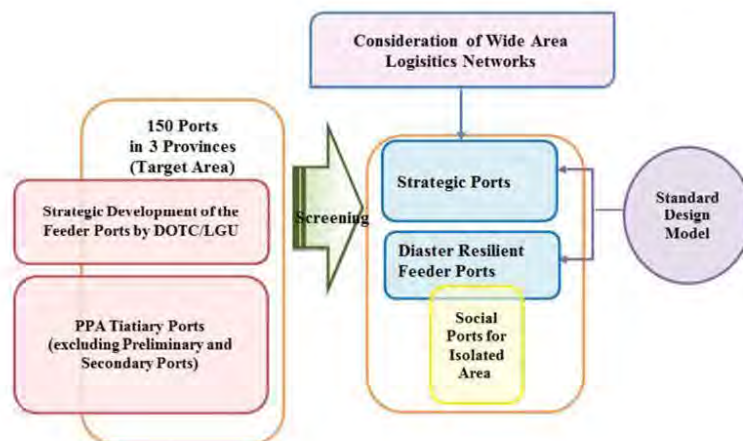 Consideration of Wide Area
Logisitics Networks
150 Ports
in 3 Provinces
(Target Area)
Strategic Development of the
Feeder Ports by DOTC/LGU
PPA Tiatiary Ports
(excluding Preliminary and
Secondary Ports)
Screening
Strategic Ports
Diaster Resilient
Feeder Ports
Social
Ports for
Isolated
Area
Standard
Design
Model